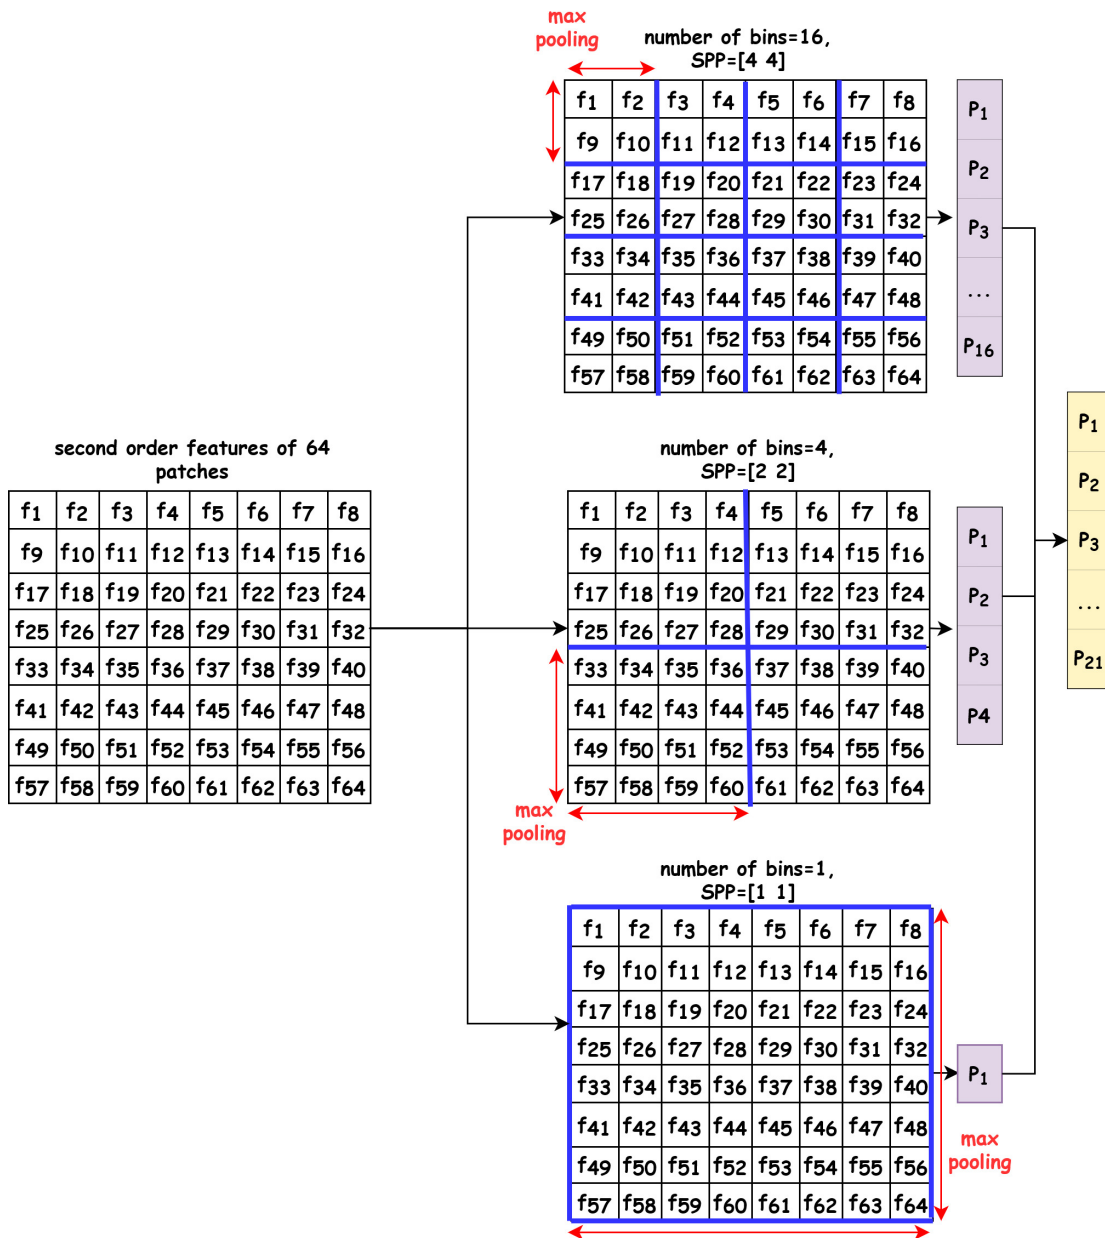 max
pooling
number of bins=16,
SPP=[4 4]
f1 f2 f3 f4 f5 f6 f7 f8
f9 f10 f11 f12 f13 f14 f15 f16
f17 f18 f19 f20 f21 f22 f23 f24
f25 f26 f27 f28 f29 f30 f31 f32
f33 f34 f35 f36 f37 f38 f39 f40
f41 f42 f43 f44 f45 f46 f47 f48
f49 f50 f51 f52 f53 f54 f55 f56
f57 f58 f59 f60 f61 f62 f63 f64
P1
P2
P3
...
P16
second order features of 64
patches
f1 f2 f3 f4 f5 f6 f7 f8
f9 f10 f11 f12 f13 f14 f15 f16
f17 f18 f19 f20 f21 f22 f23 f24
f25 f26 f27 f28 f29 f30 f31 f32
f33 f34 f35 f36 f37 f38 f39 f40
f41 f42 f43 f44 f45 f46 f47 f48
f49 f50 f51 f52 f53 f54 f55 f56
f57 f58 f59 f60 f61 f62 f63 f64
number of bins=4,
SPP=[2 2]
f1 f2 f3 f4 f5 f6 f7 f8
f9 f10 f11 f12 f13 f14 f15 f16
f17 f18 f19 f20 f21 f22 f23 f24
f25 f26 f27 f28 f29 f30 f31 f32
f33 f34 f35 f36 f37 f38 f39 f40
f41 f42 f43 f44 f45 f46 f47 f48
f49 f50 f51 f52 f53 f54 f55 f56
f57 f58 f59 f60 f61 f62 f63 f64
max
pooling
P1
P2
P3
P4
P1
P2
P3
...
P21
number of bins=1,
SPP=[1 1]
f1 f2 f3 f4 f5 f6 f7 f8
f9 f10 f11 f12 f13 f14 f15 f16
f17 f18 f19 f20 f21 f22 f23 f24
f25 f26 f27 f28 f29 f30 f31 f32
f33 f34 f35 f36 f37 f38 f39 f40
f41 f42 f43 f44 f45 f46 f47 f48
f49 f50 f51 f52 f53 f54 f55 f56
f57 f58 f59 f60 f61 f62 f63 f64
P1
max
pooling